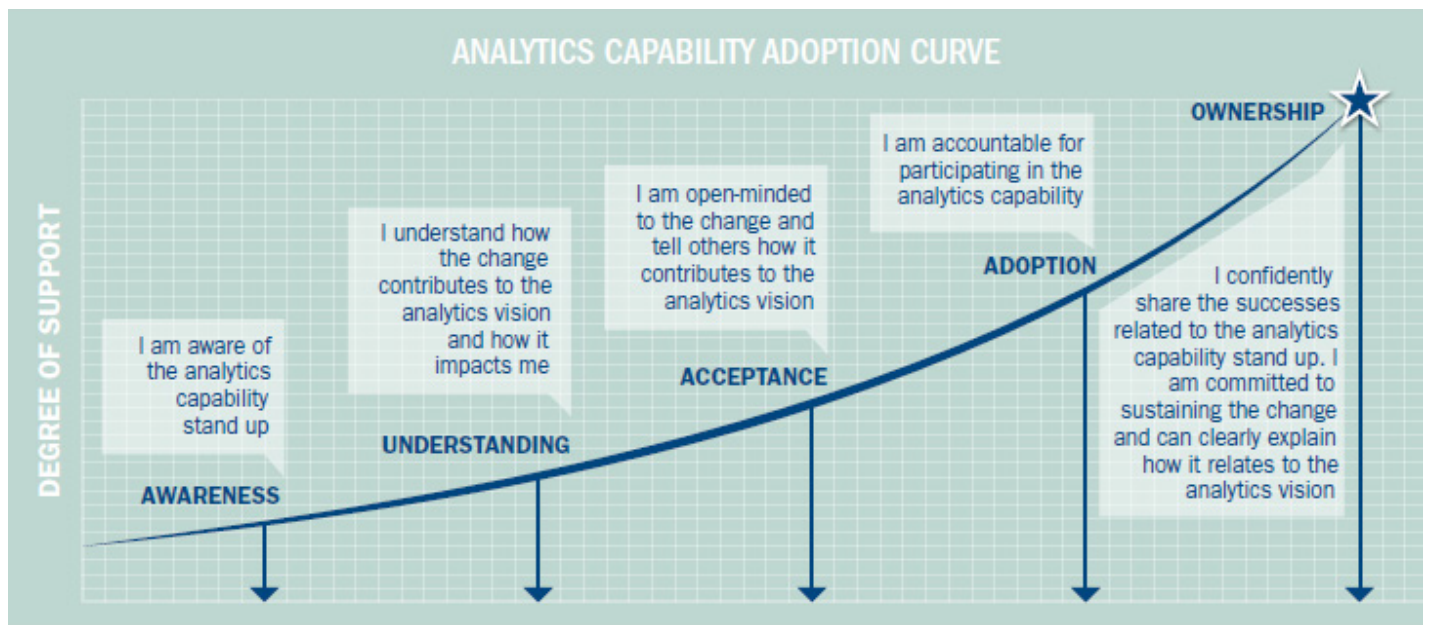 ANALYTICS CAPABILITY ADOPTION CURVE
DEGREE OF SUPPORT
I am aware of
the analytics
capability
stand up
AWARENESS
I understand how
the change
contributes to the
analytics vision
and how it
impacts me
UNDERSTANDING
I am open-minded
to the change and
tell others how it
contributes to the
analytics vision
ACCEPTANCE
I am accountable for
participating in the
analytics capability
ADOPTION
OWNERSHIP
I confidently
share the successes
related to the analytics
capability stand up. I
am committed to
sustaining the change
and can clearly explain
how it relates to the
analytics vision